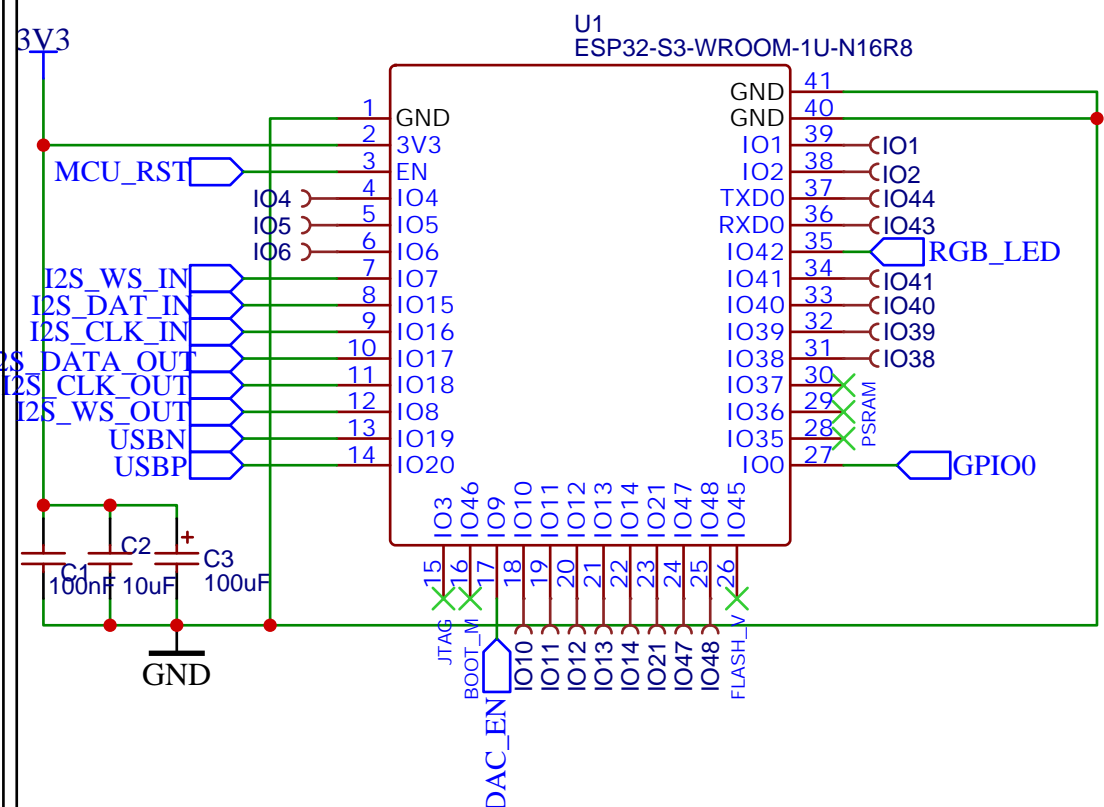 U1
ESP32-S3-WROOM-1U-N16R8
3V3
1 GND
2 3V3
MCU_RST 3 EN
IO4 4 IO4
IO5 5 IO5
IO6 6 IO6
I2S_WS_IN 7 IO7
I2S_DAT_IN 8 IO15
I2S_CLK_IN 9 IO16
2S_DATA_OUT 10 IO17
I2S_CLK_OUT 11 IO18
I2S_WS_OUT 12 IO8
USBN 13 IO19
USBP 14 IO20
GND 41
GND 40
IO1 39 IO1
IO2 38 IO2
TXD0 37 IO44
RXD0 36 IO43
IO42 35 RGB_LED
IO41 34 IO41
IO40 33 IO40
IO39 32 IO39
IO38 31 IO38
IO37 30
IO36 29
IO35 28
PSRAM
IO0 27 GPIO0
IO3 15 JTAG
IO46 16 BOOT_M
IO9 17 DAC_EN
IO10 18 IO10
IO11 19 IO11
IO12 20 IO12
IO13 21 IO13
IO14 22 IO14
IO21 23 IO21
IO47 24 IO47
IO48 25 IO48
IO45 26 FLASH_V
C1
100nF
C2
10uF
+
C3
100uF
GND